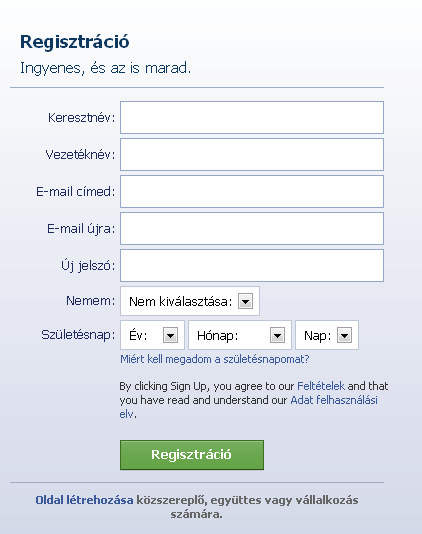 Regisztráció
Ingyenes, és az is marad.
Keresztnév:
Vezetéknév:
E-mail címed:
E-mail újra:
Új jelszó:
Nemem: Nem kiválasztása:
Születésnap: Év: Hónap: Nap:
Miért kell megadom a születésnapomat?
By clicking Sign Up, you agree to our Feltételek and that
you have read and understand our Adat felhasználási
elv.
Regisztráció
Oldal létrehozása közszereplő, együttes vagy vállalkozás
számára.